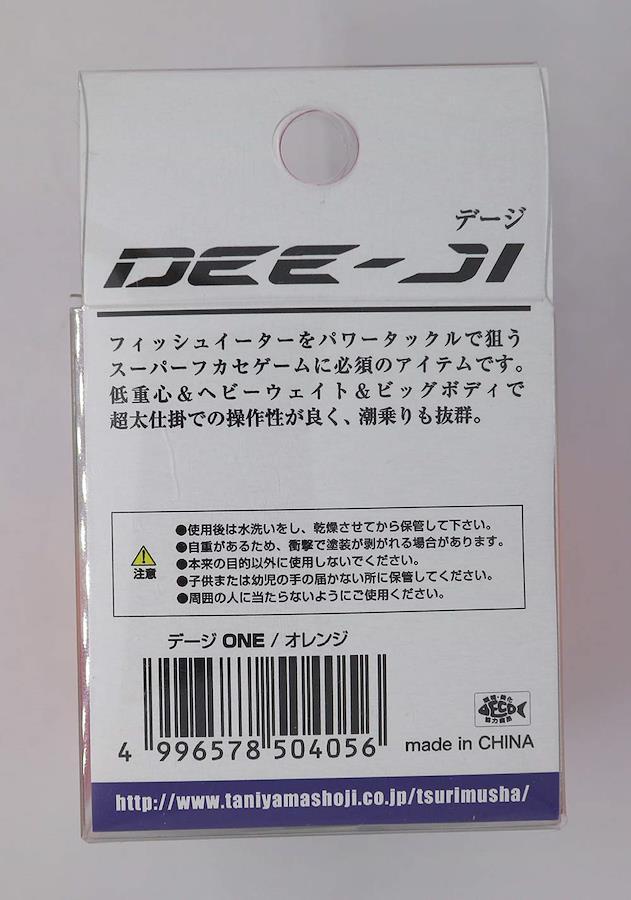 デージ
DEE-JI
フィッシュイーターをパワータックルで狙う
スーパーフカセゲームに必須のアイテムです。
低重心＆ヘビーウェイト＆ビッグボディで
超太仕掛での操作性が良く、潮乗りも抜群。
●使用後は水洗いをし、乾燥させてから保管して下さい。
●自重があるため、衝撃で塗装が剥がれる場合があります。
●本来の目的以外に使用しないでください。
●子供または幼児の手の届かない所に保管してください。
●周囲の人に当たらないようにご使用ください。
注意
デージ ONE / オレンジ
4 996578 504056
ECO
made in CHINA
http://www.taniyamashoji.co.jp/tsurimusha/